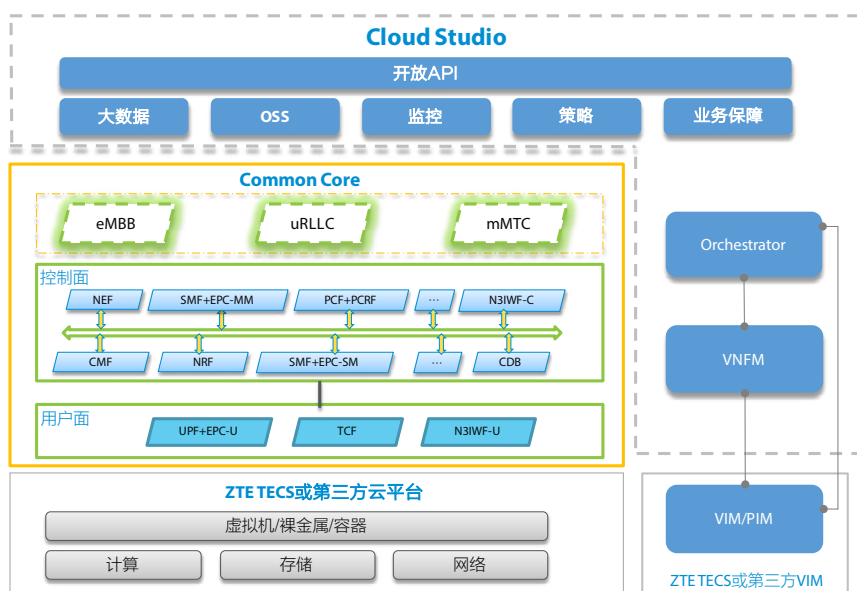 Cloud Studio
开放API
大数据
OSS
监控
策略
业务保障
Common Core
eMBB
uRLLC
mMTC
控制面
NEF
SMF+EPC-MM
PCF+PCRF
...
N3IWF-C
CMF
NRF
SMF+EPC-SM
...
CDB
用户面
UPF+EPC-U
TCF
N3IWF-U
ZTE TECS或第三方云平台
虚拟机/裸金属/容器
计算
存储
网络
Orchestrator
VNFM
VIM/PIM
ZTE TECS或第三方VIM